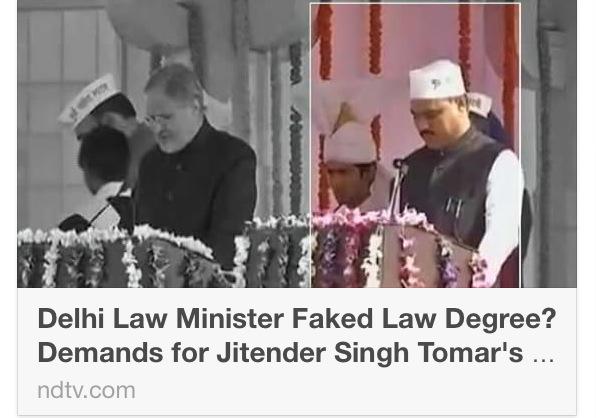 Delhi Law Minister Faked Law Degree?
Demands for Jitender Singh Tomar's ...
ndtv.com